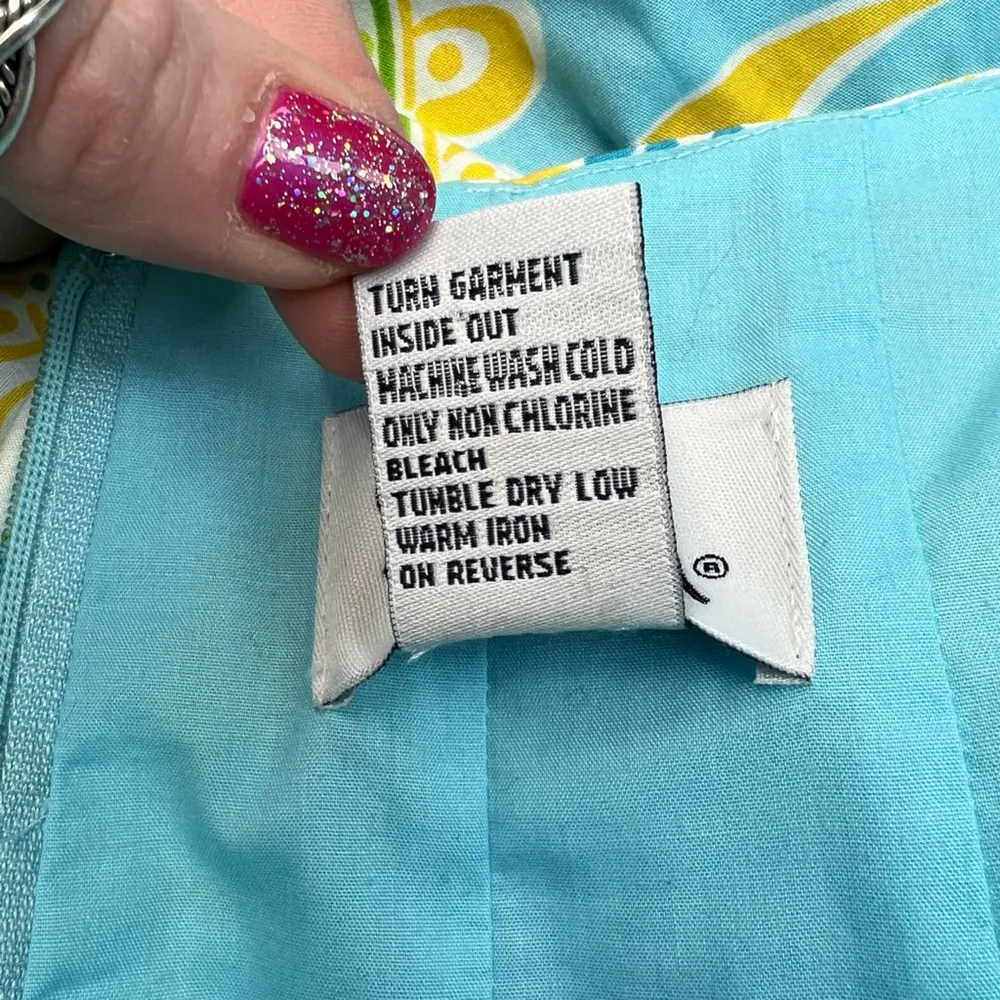 TURN GARMENT
INSIDE OUT
MACHINE WASH COLD
ONLY NON CHLORINE
BLEACH
TUMBLE DRY LOW
WARM IRON
ON REVERSE
®